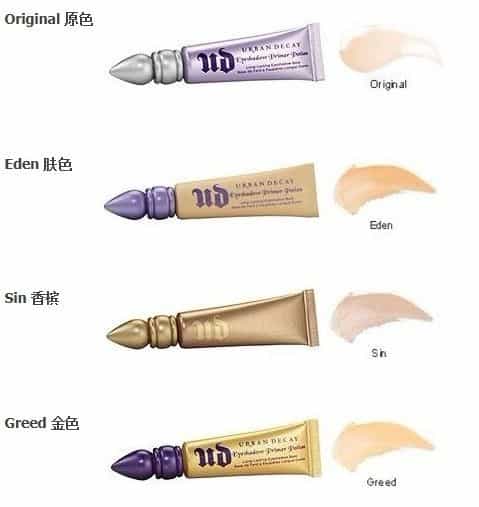 Original 原色
ud
URBAN DECAY
Eyeshadow Primer Potion
Original
Eden 肤色
ud
URBAN DECAY
Eyeshadow Primer Potion
Eden
Sin 香槟
ud
Sin
Greed 金色
ud
URBAN DECAY
Eyeshadow Primer Potion
Greed